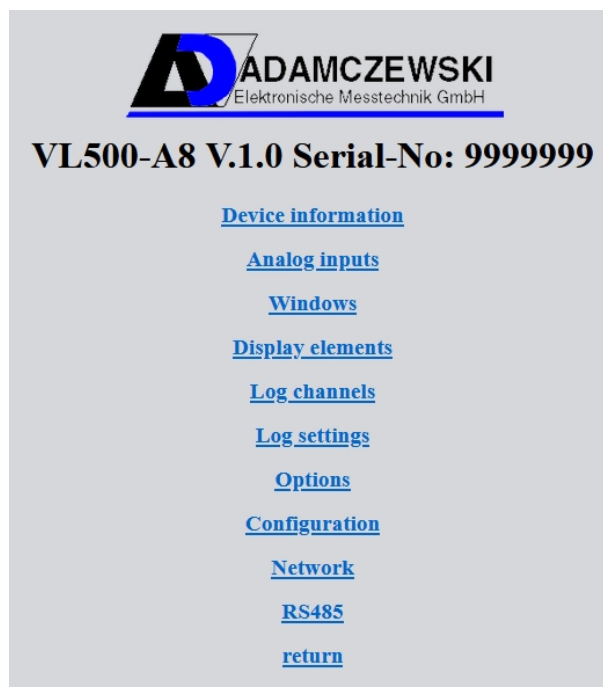 ADAMCZEWSKI
Elektronische Messtechnik GmbH
VL500-A8 V.1.0 Serial-No: 9999999
Device information
Analog inputs
Windows
Display elements
Log channels
Log settings
Options
Configuration
Network
RS485
return